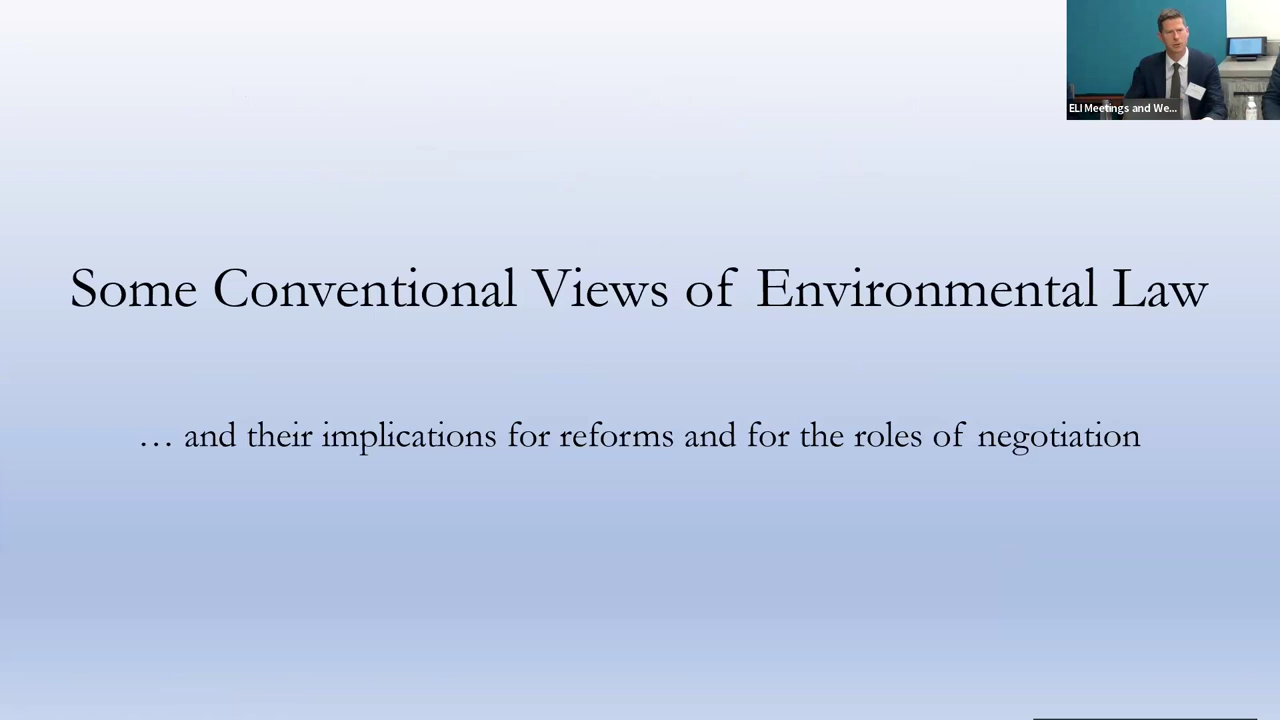 ELI Meetings and We...
Some Conventional Views of Environmental Law
… and their implications for reforms and for the roles of negotiation